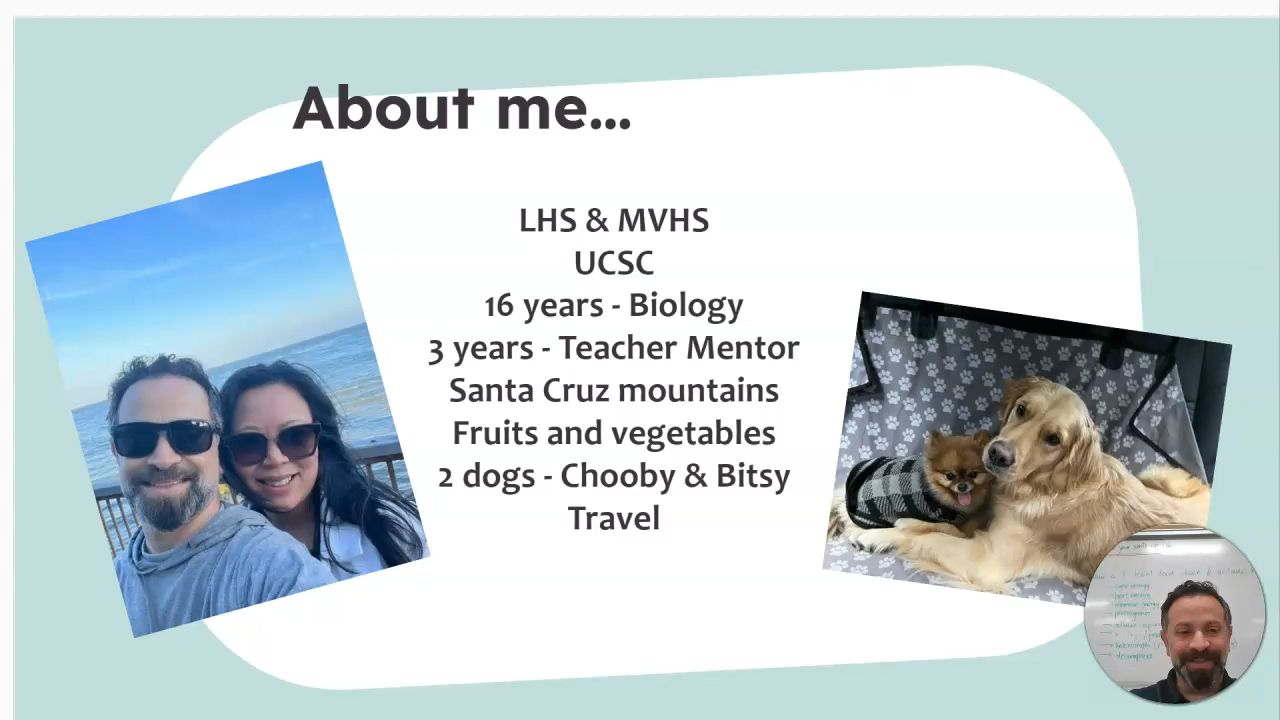 About me...
LHS & MVHS
UCSC
16 years - Biology
3 years - Teacher Mentor
Santa Cruz mountains
Fruits and vegetables
2 dogs - Chooby & Bitsy
Travel